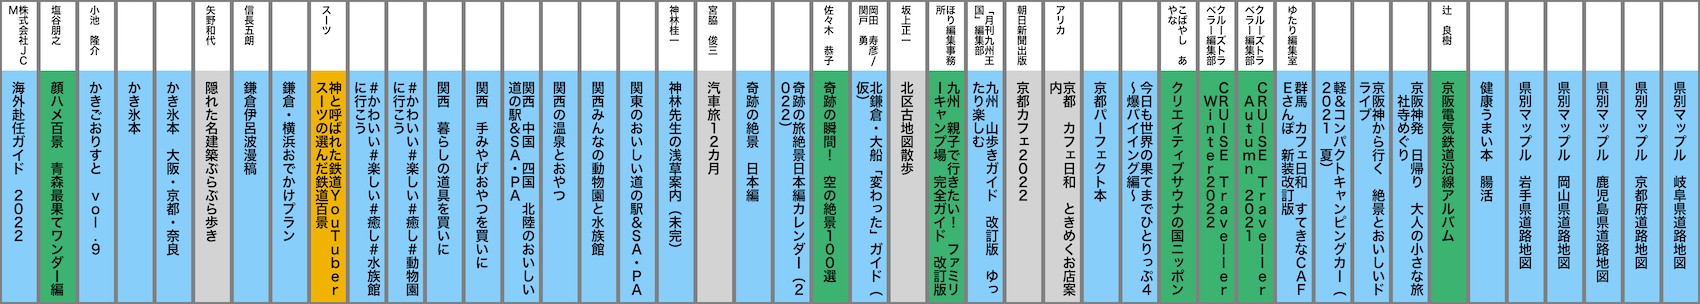 株式会社ＪＣ
Ｍ
海外赴任ガイド　２０２２
塩谷朋之
顔ハメ百景　青森最果てワンダー編
小池　隆介
かきごおりすと　ｖｏｌ．９
かき氷本
かき氷本　大阪・京都・奈良
矢野和代
隠れた名建築ぶらぶら歩き
信長五朗
鎌倉伊呂波漫稿
鎌倉・横浜おでかけプラン
スーツ
神と呼ばれた鉄道ＹｏｕＴｕｂｅｒ
スーツの選んだ鉄道百景
＃かわいい＃楽しい＃癒し＃水族館
に行こう
＃かわいい＃楽しい＃癒し＃動物園
に行こう
関西　暮らしの道具を買いに
関西　手みやげおやつを買いに
関西　中国　四国　北陸のおいしい
道の駅＆ＳＡ・ＰＡ
関西の温泉とおやつ
関西みんなの動物園と水族館
関東のおいしい道の駅＆ＳＡ・ＰＡ
神林桂一
神林先生の浅草案内（未完）
宮脇　俊三
汽車旅１２カ月
奇跡の絶景　日本編
奇跡の旅絶景日本編カレンダー（２
０２２）
佐々木　恭子
奇跡の瞬間！　空の絶景１００選
岡田　寿彦／
関戸　勇
北鎌倉・大船「変わった」ガイド（
仮）
坂上正一
北区古地図散歩
ほり編集事務
所
九州　親子で行きたい！　ファミリ
ーキャンプ場　完全ガイド　改訂版
「月刊九州王
国」編集部
九州　山歩きガイド　改訂版　ゆっ
たり楽しむ
朝日新聞出版
京都カフェ２０２２
アリカ
京都　カフェ日和　ときめくお店案
内
京都パーフェクト本
今日も世界の果てまでひとりっぷ４
～爆パイイング編～
こばやし　あ
やな
クリエイティブサウナの国ニッポン
クルーズトラ
ベラー編集部
ＣＲＵＩＳＥ　Ｔｒａｖｅｌｌｅｒ
Ｗｉｎｔｅｒ２０２２
クルーズトラ
ベラー編集部
ＣＲＵＩＳＥ　Ｔｒａｖｅｌｌｅｒ
Ａｕｔｕｍｎ　２０２１
ゆたり編集室
群馬　カフェ日和　すてきなＣＡＦ
Ｅさんぽ　新装改訂版
軽＆コンパクトキャンピングカー（
２０２１　夏）
京阪神から行く　絶景とおいしいド
ライブ
京阪神発　日帰り　大人の小さな旅
社寺めぐり
辻　良樹
京阪電気鉄道沿線アルバム
健康うまい本　腸活
県別マップル　岩手県道路地図
県別マップル　岡山県道路地図
県別マップル　鹿児島県道路地図
県別マップル　京都府道路地図
県別マップル　岐阜県道路地図